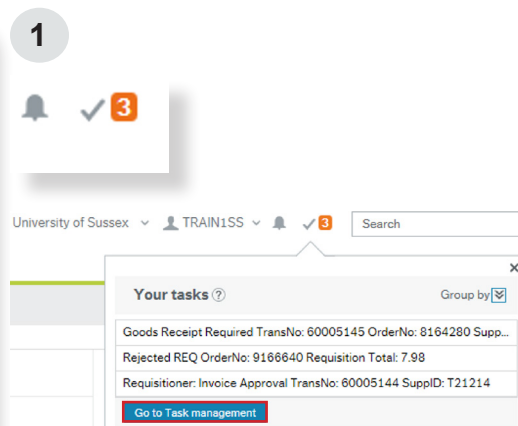 1
3
University of Sussex TRAIN1SS 3 Search
Your tasks ? Group by
Goods Receipt Required TransNo: 60005145 OrderNo: 8164280 Supp...
Rejected REQ OrderNo: 9166640 Requisition Total: 7.98
Requisitioner: Invoice Approval TransNo: 60005144 SuppID: T21214
Go to Task management